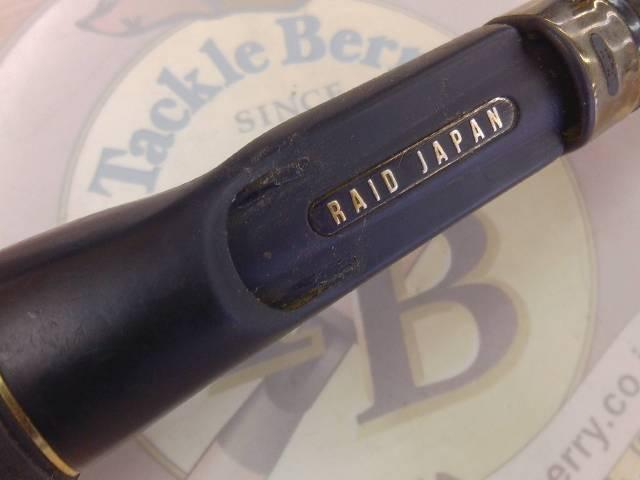 Tackle Ber
SINCE
RAID JAPAN
B
erry.co.j